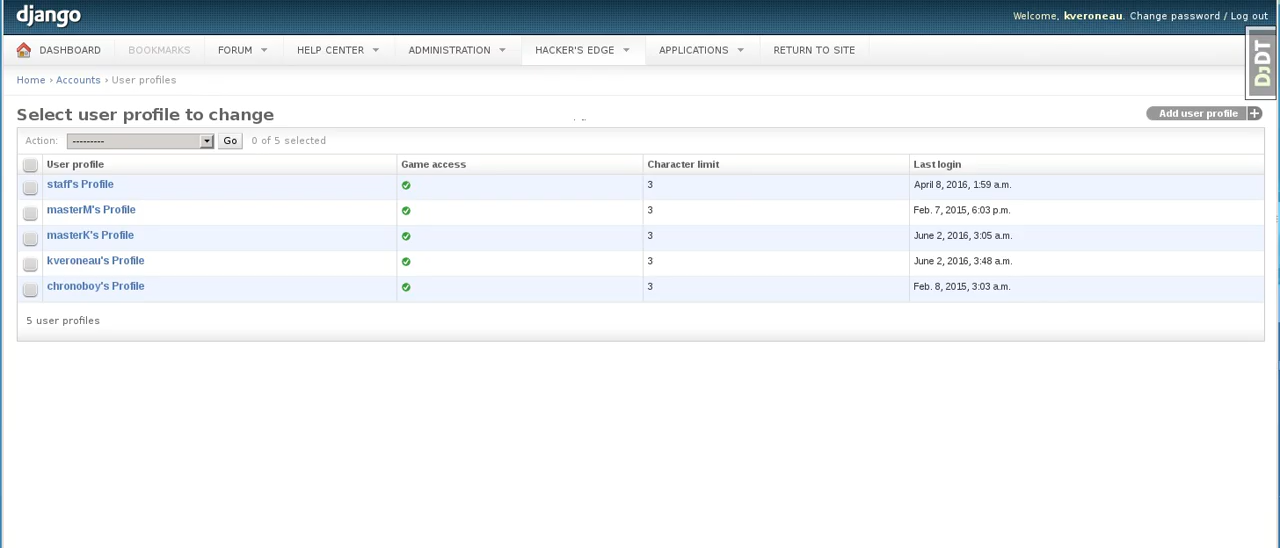 django
Welcome, kveroneau. Change password / Log out
DASHBOARD BOOKMARKS FORUM HELP CENTER ADMINISTRATION HACKER'S EDGE APPLICATIONS RETURN TO SITE
DjDT
Home › Accounts › User profiles
Select user profile to change
Add user profile +
Action: --------- Go 0 of 5 selected
User profile Game access Character limit Last login
staff's Profile 3 April 8, 2016, 1:59 a.m.
masterM's Profile 3 Feb. 7, 2015, 6:03 p.m.
masterK's Profile 3 June 2, 2016, 3:05 a.m.
kveroneau's Profile 3 June 2, 2016, 3:48 a.m.
chronoboy's Profile 3 Feb. 8, 2015, 3:03 a.m.
5 user profiles